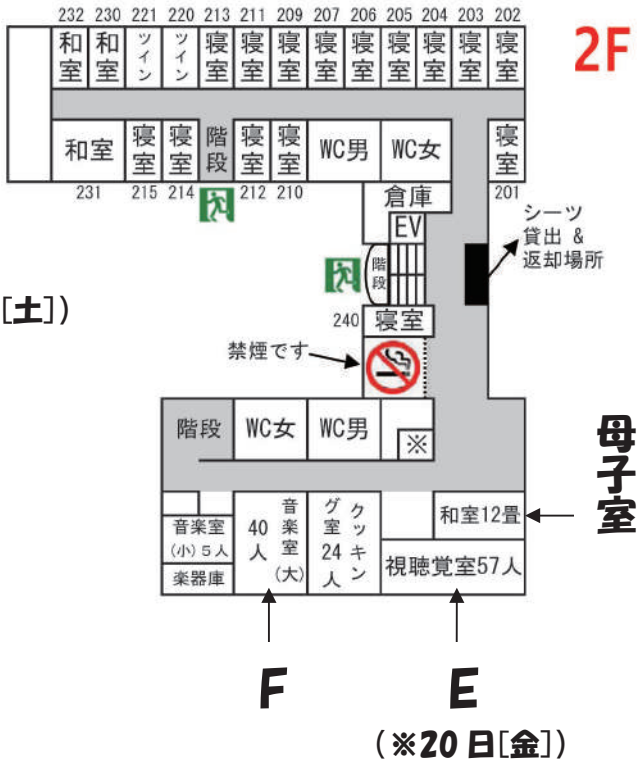 232 230 221 220 213 211 209 207 206 205 204 203 202
2F
和室 和室 ツイン ツイン 寝室 寝室 寝室 寝室 寝室 寝室 寝室 寝室 寝室
和室 寝室 寝室 階段 寝室 寝室 WC男 WC女 寝室
231 215 214 212 210 201
倉庫
EV
シーツ
貸出 &
返却場所
階段
[土])
240 寝室
禁煙です
階段 WC女 WC男
※
母子室
和室12畳
音楽室
(小)5人
楽器庫
音楽室(大)
40人
クッキン
グ室24人
視聴覚室57人
F
E
(※20日[金])